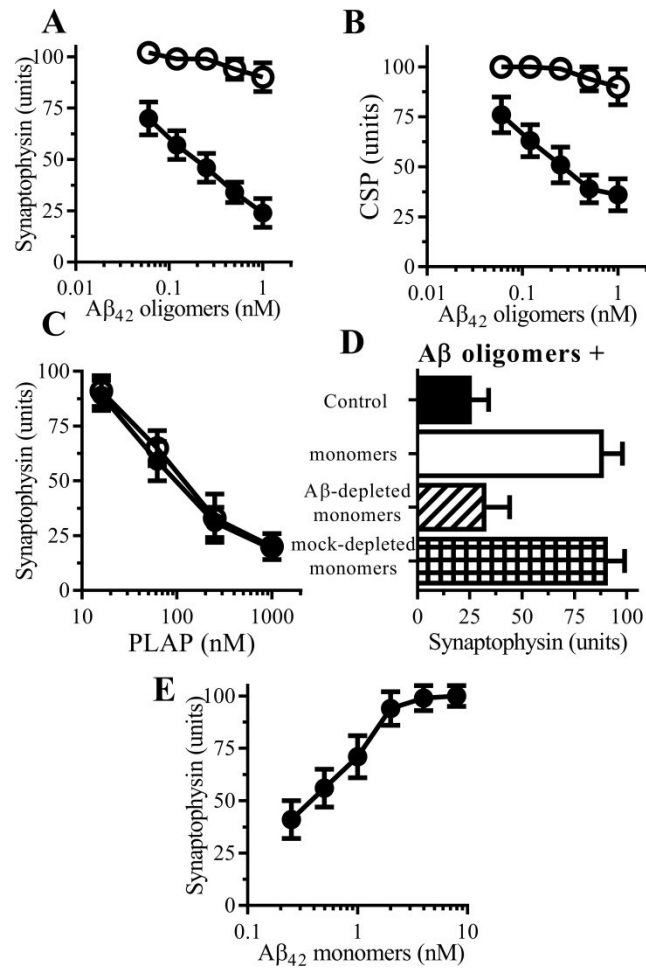 A
Synaptophysin (units)
100
75
50
25
0
0.01
0.1
1
Aβ₄₂ oligomers (nM)
B
CSP (units)
100
75
50
25
0
0.01
0.1
1
Aβ₄₂ oligomers (nM)
C
Synaptophysin (units)
100
75
50
25
0
10
100
1000
PLAP (nM)
D
Aβ oligomers +
Control
monomers
Aβ-depleted
monomers
mock-depleted
monomers
0
25
50
75
100
Synaptophysin (units)
E
Synaptophysin (units)
100
75
50
25
0
0.1
1
10
Aβ₄₂ monomers (nM)